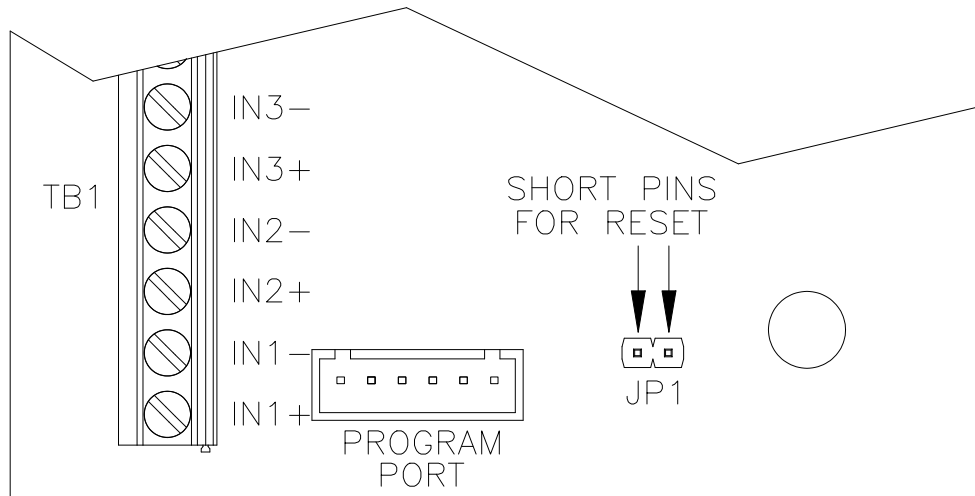 IN3-
IN3+
TB1
IN2-
IN2+
IN1-
IN1+
SHORT PINS
FOR RESET
JP1
PROGRAM
PORT